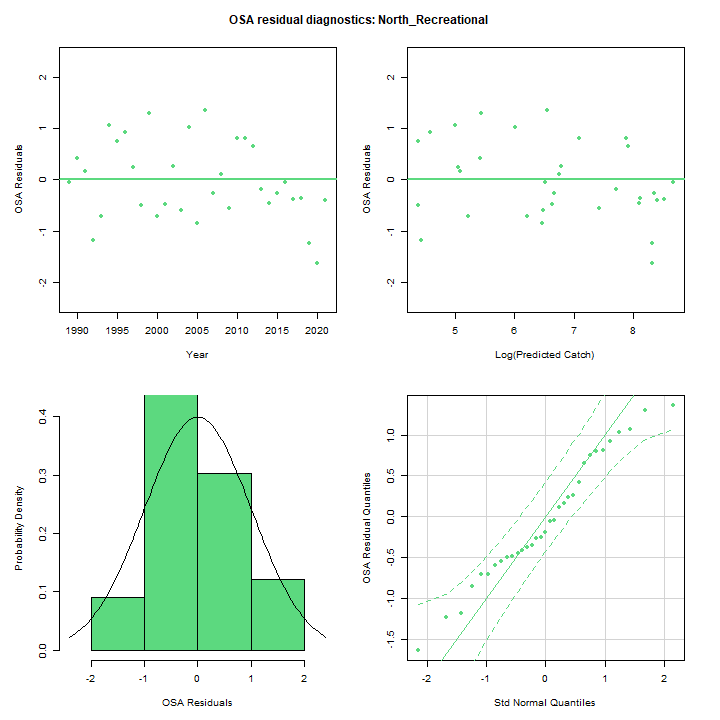 OSA residual diagnostics: North_Recreational
OSA Residuals
2
1
0
-1
-2
1990 1995 2000 2005 2010 2015 2020
Year
OSA Residuals
2
1
0
-1
-2
5 6 7 8
Log(Predicted Catch)
Probability Density
0.4
0.3
0.2
0.1
0.0
-2 -1 0 1 2
OSA Residuals
OSA Residual Quantiles
1.0
0.5
0.0
-0.5
-1.0
-1.5
-2 -1 0 1 2
Std Normal Quantiles